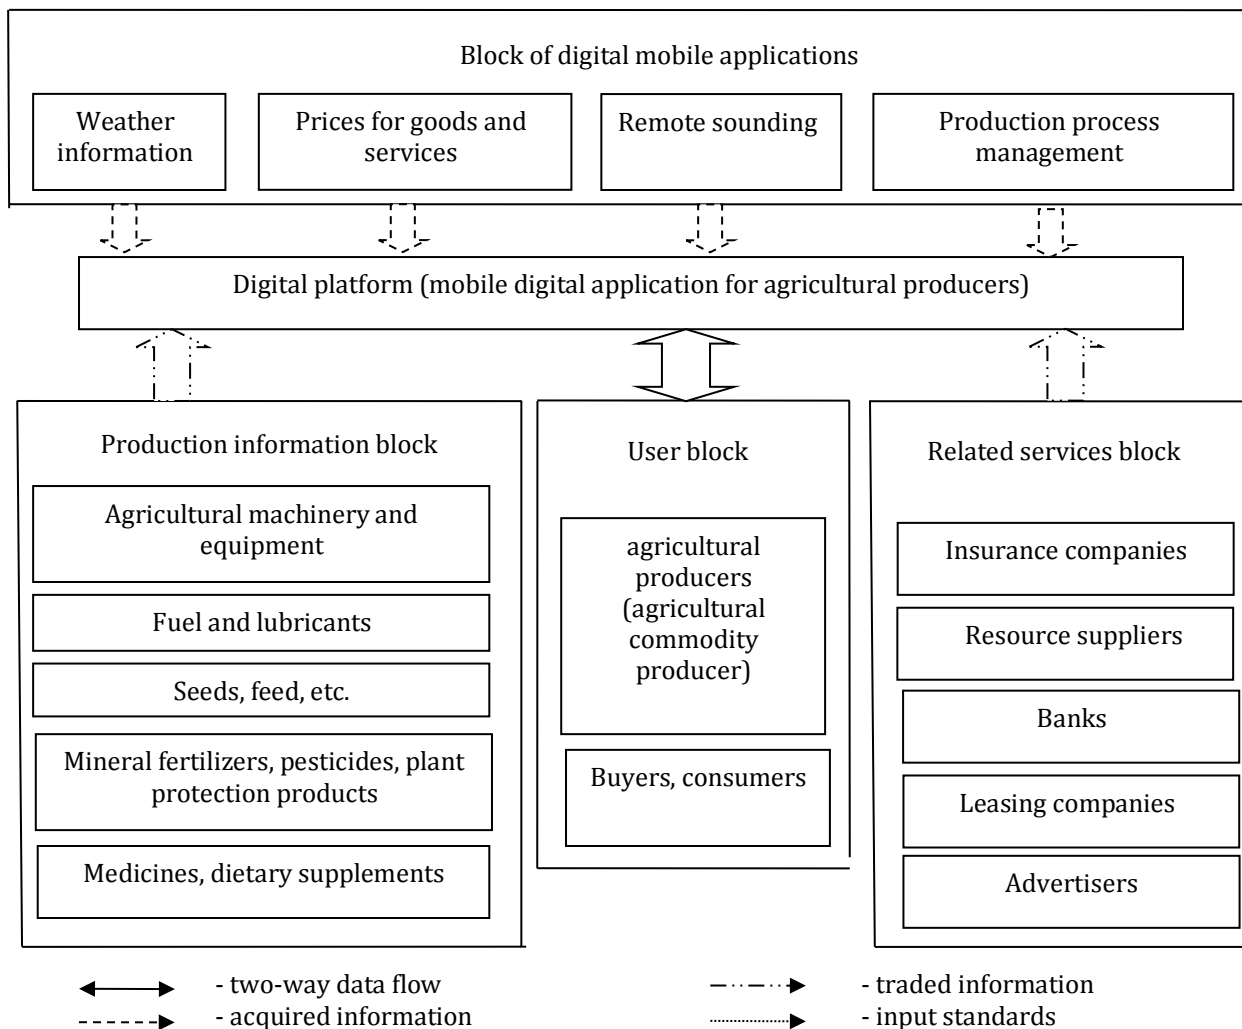 Block of digital mobile applications
Weather
information
Prices for goods and
services
Remote sounding
Production process
management
Digital platform (mobile digital application for agricultural producers)
Production information block
Agricultural machinery and
equipment
Fuel and lubricants
Seeds, feed, etc.
Mineral fertilizers, pesticides, plant
protection products
Medicines, dietary supplements
User block
agricultural
producers
(agricultural
commodity
producer)
Buyers, consumers
Related services block
Insurance companies
Resource suppliers
Banks
Leasing companies
Advertisers
- two-way data flow
- acquired information
- traded information
- input standards